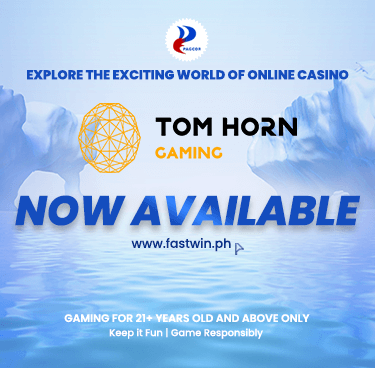 PAGCOR
EXPLORE THE EXCITING WORLD OF ONLINE CASINO
TOM HORN
GAMING
NOW AVAILABLE
www.fastwin.ph
GAMING FOR 21+ YEARS OLD AND ABOVE ONLY
Keep it Fun | Game Responsibly